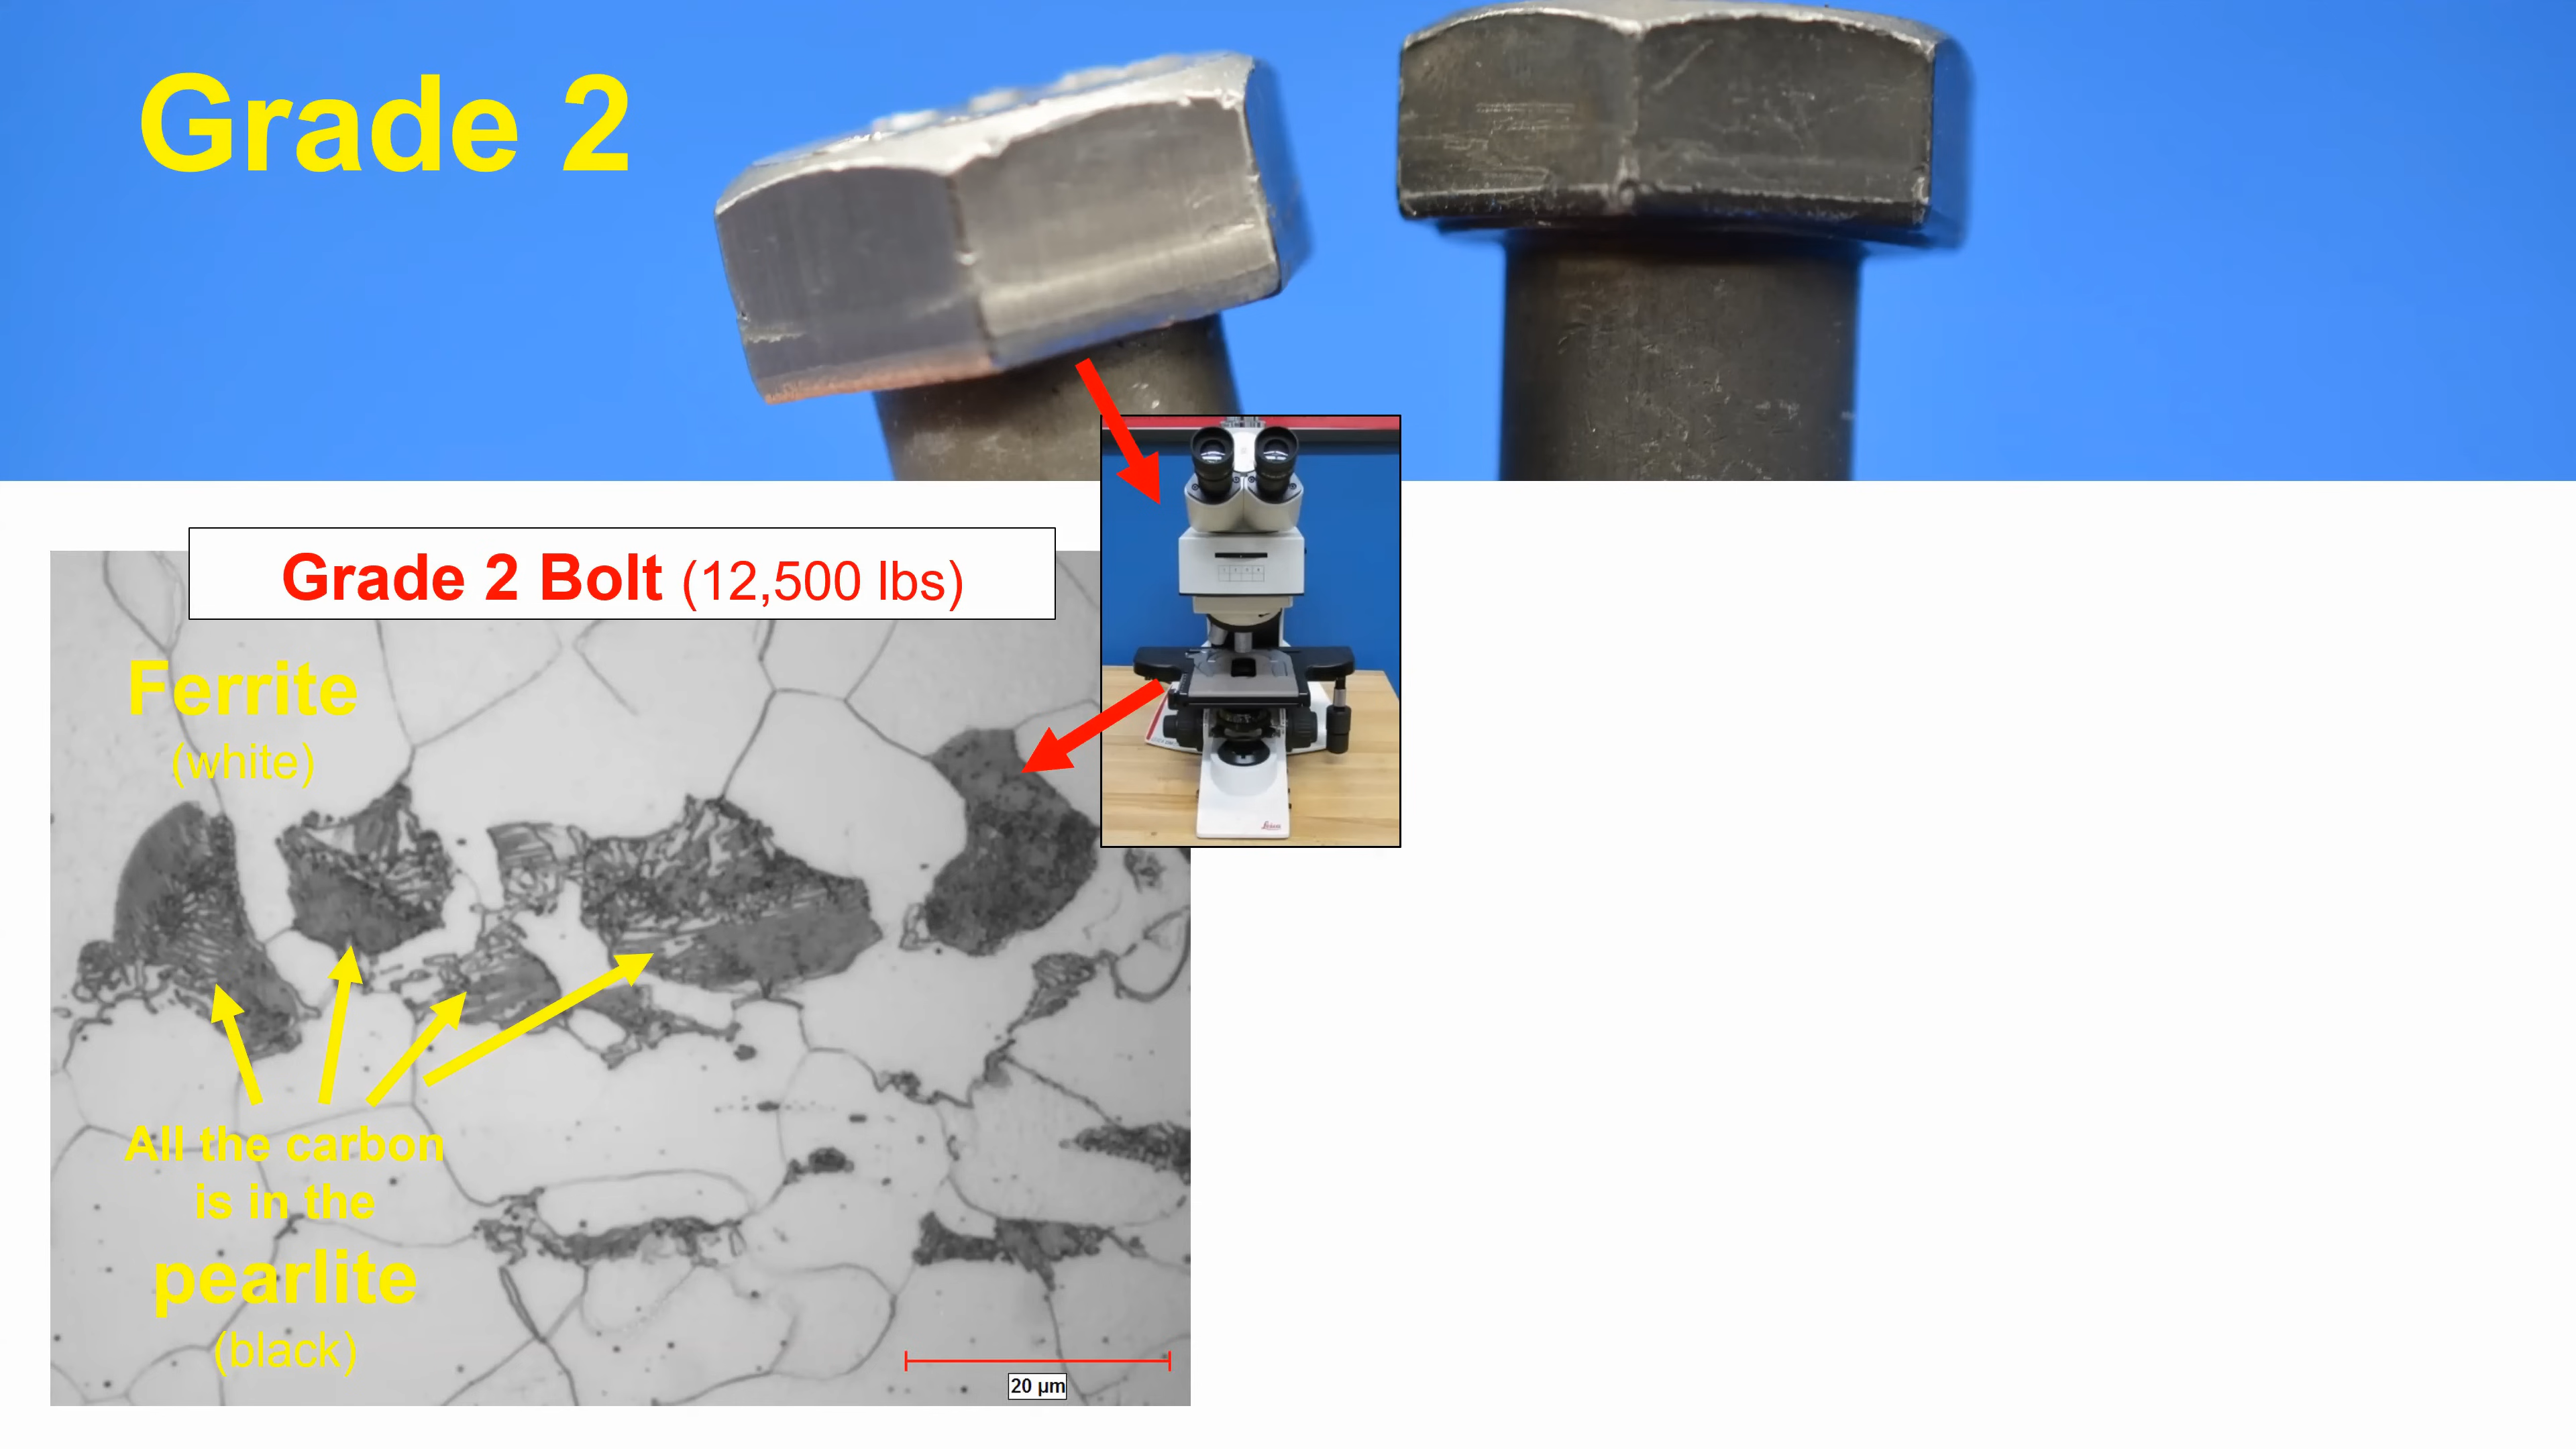 Grade 2
Grade 2 Bolt (12,500 lbs)
Ferrite
(white)
All the carbon
is in the
pearlite
(black)
20 µm
Leica